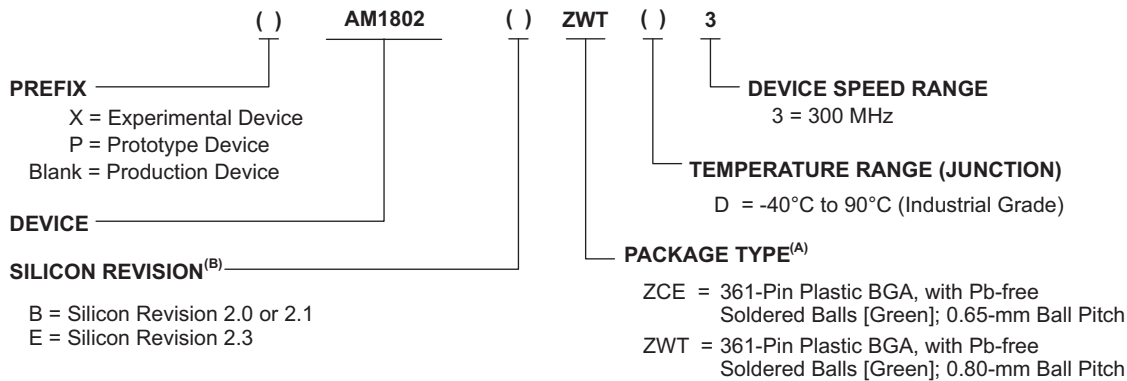 ( ) AM1802 ( ) ZWT ( ) 3
PREFIX
X = Experimental Device
P = Prototype Device
Blank = Production Device
DEVICE
SILICON REVISION(B)
B = Silicon Revision 2.0 or 2.1
E = Silicon Revision 2.3
DEVICE SPEED RANGE
3 = 300 MHz
TEMPERATURE RANGE (JUNCTION)
D = -40°C to 90°C (Industrial Grade)
PACKAGE TYPE(A)
ZCE = 361-Pin Plastic BGA, with Pb-free
Soldered Balls [Green]; 0.65-mm Ball Pitch
ZWT = 361-Pin Plastic BGA, with Pb-free
Soldered Balls [Green]; 0.80-mm Ball Pitch